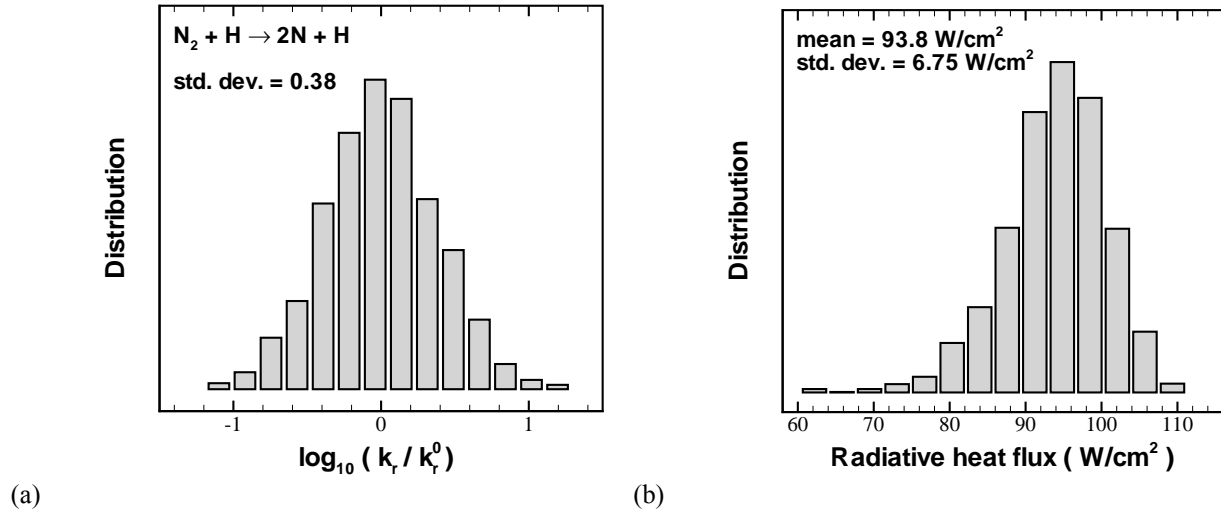 N₂ + H → 2N + H
std. dev. = 0.38
Distribution
-1 0 1
log₁₀ ( kᵣ / kᵣ⁰ )
(a)
mean = 93.8 W/cm²
std. dev. = 6.75 W/cm²
Distribution
60 70 80 90 100 110
Radiative heat flux ( W/cm² )
(b)